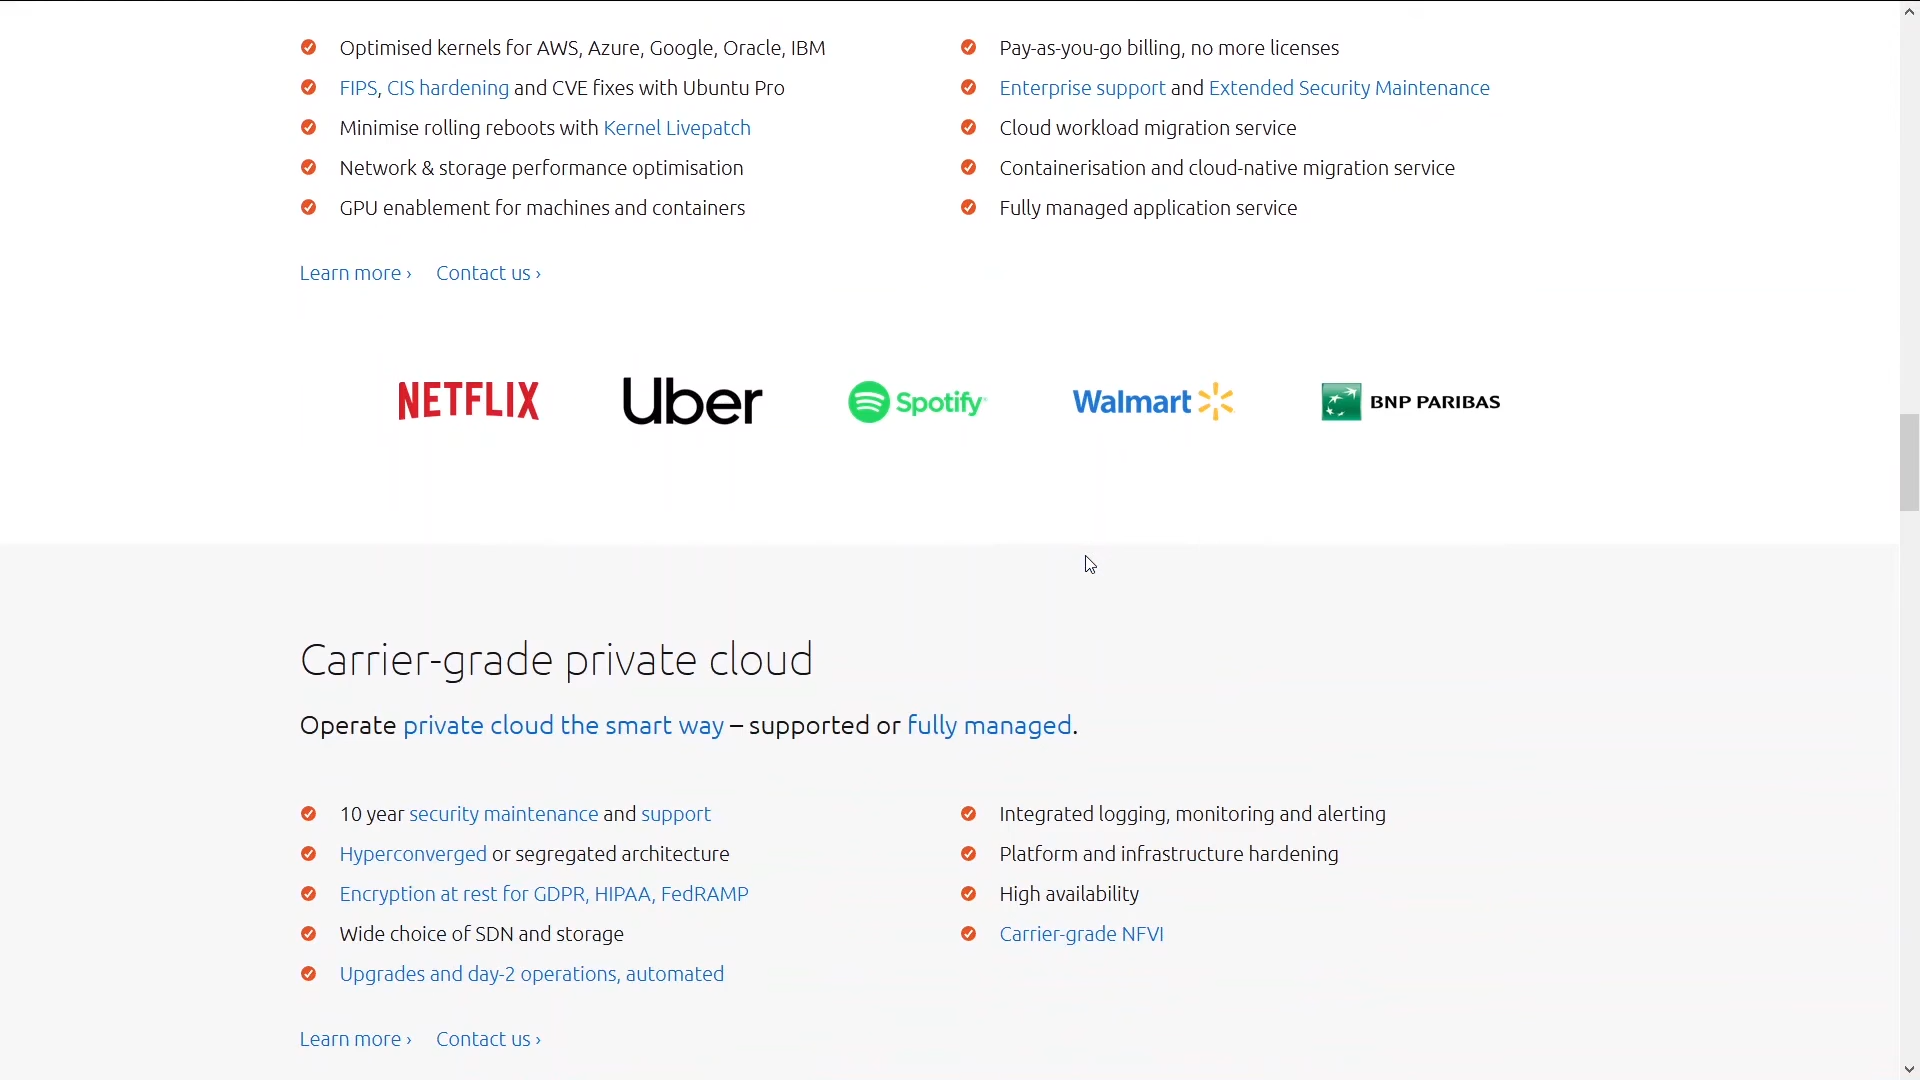 Optimised kernels for AWS, Azure, Google, Oracle, IBM
FIPS, CIS hardening and CVE fixes with Ubuntu Pro
Minimise rolling reboots with Kernel Livepatch
Network & storage performance optimisation
GPU enablement for machines and containers
Pay-as-you-go billing, no more licenses
Enterprise support and Extended Security Maintenance
Cloud workload migration service
Containerisation and cloud-native migration service
Fully managed application service
Learn more › Contact us ›
NETFLIX Uber Spotify Walmart BNP PARIBAS
Carrier-grade private cloud
Operate private cloud the smart way – supported or fully managed.
10 year security maintenance and support
Hyperconverged or segregated architecture
Encryption at rest for GDPR, HIPAA, FedRAMP
Wide choice of SDN and storage
Upgrades and day-2 operations, automated
Integrated logging, monitoring and alerting
Platform and infrastructure hardening
High availability
Carrier-grade NFVI
Learn more › Contact us ›